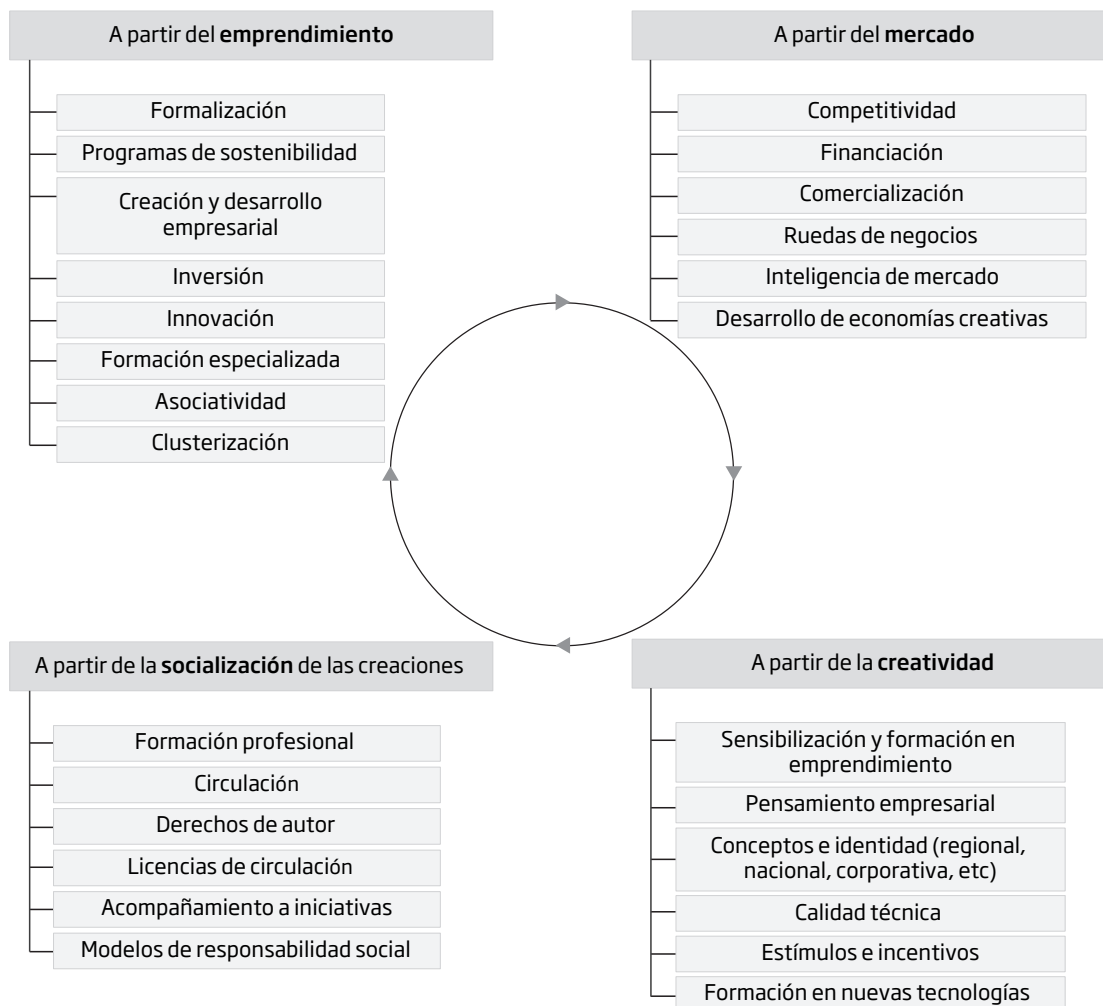 A partir del emprendimiento
Formalización
Programas de sostenibilidad
Creación y desarrollo
empresarial
Inversión
Innovación
Formación especializada
Asociatividad
Clusterización
A partir del mercado
Competitividad
Financiación
Comercialización
Ruedas de negocios
Inteligencia de mercado
Desarrollo de economías creativas
A partir de la socialización de las creaciones
Formación profesional
Circulación
Derechos de autor
Licencias de circulación
Acompañamiento a iniciativas
Modelos de responsabilidad social
A partir de la creatividad
Sensibilización y formación en
emprendimiento
Pensamiento empresarial
Conceptos e identidad (regional,
nacional, corporativa, etc)
Calidad técnica
Estímulos e incentivos
Formación en nuevas tecnologías